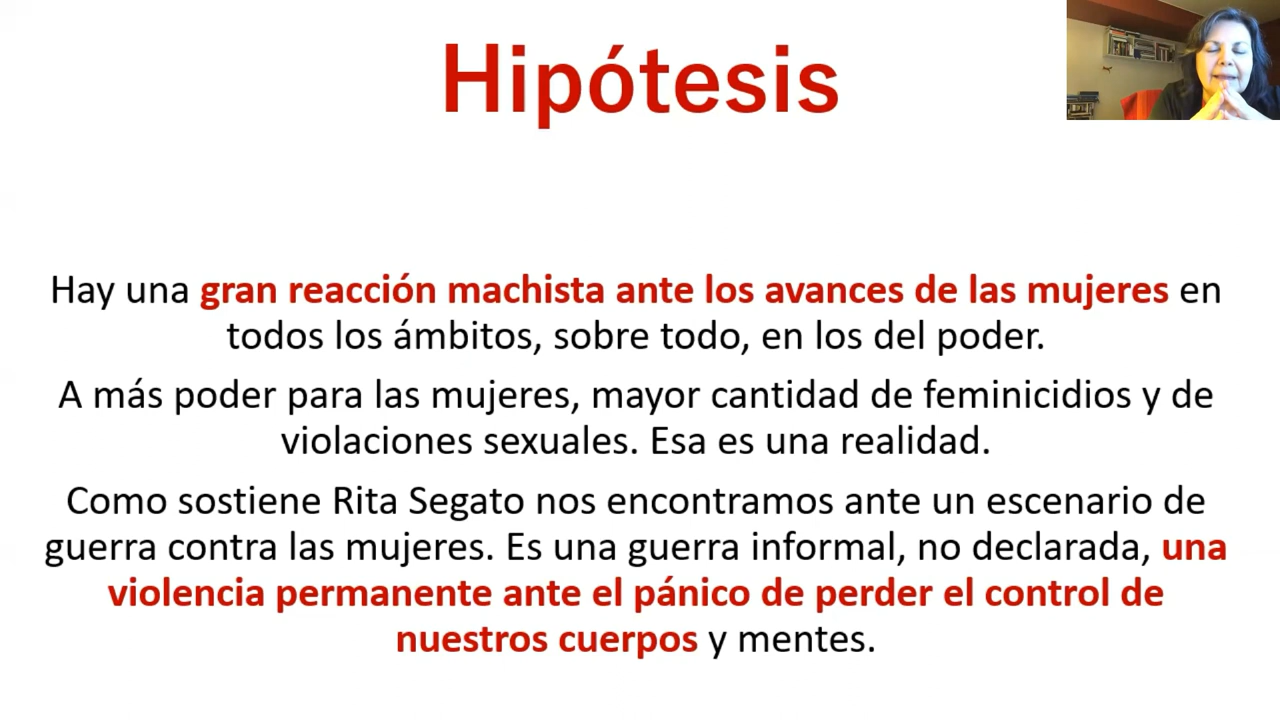 Hipótesis
Hay una gran reacción machista ante los avances de las mujeres en
todos los ámbitos, sobre todo, en los del poder.
A más poder para las mujeres, mayor cantidad de feminicidios y de
violaciones sexuales. Esa es una realidad.
Como sostiene Rita Segato nos encontramos ante un escenario de
guerra contra las mujeres. Es una guerra informal, no declarada, una
violencia permanente ante el pánico de perder el control de
nuestros cuerpos y mentes.